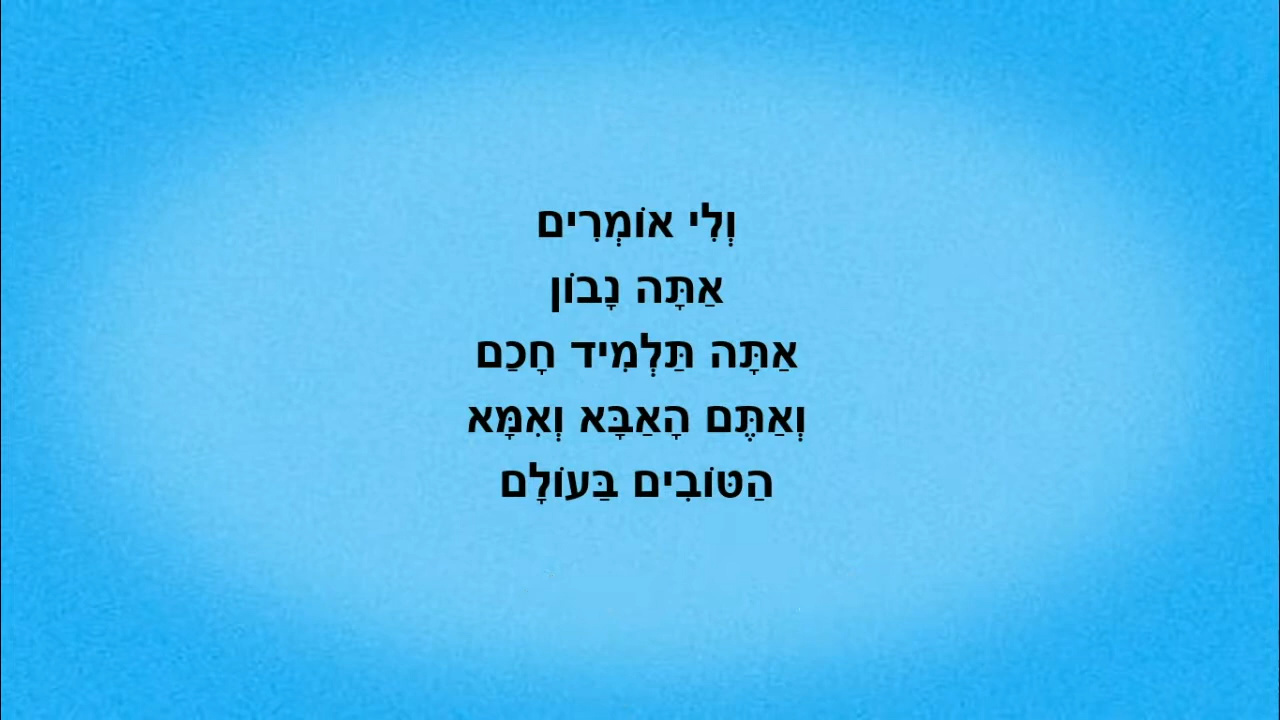 וְלִי אוֹמְרִים
אַתָּה נָבוֹן
אַתָּה תַּלְמִיד חָכַם
וְאַתֶּם הָאַבָּא וְאִמָּא
הַטּוֹבִים בַּעוֹלָם